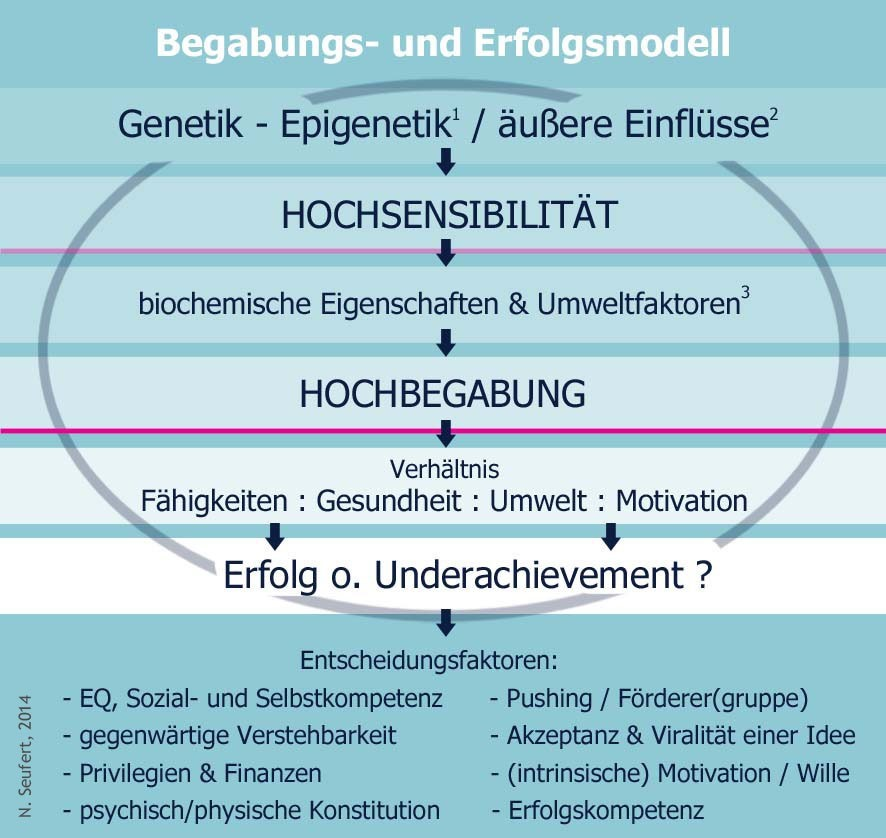 Begabungs- und Erfolgsmodell
Genetik - Epigenetik¹ / äußere Einflüsse²
HOCHSENSIBILITÄT
biochemische Eigenschaften & Umweltfaktoren³
HOCHBEGABUNG
Verhältnis
Fähigkeiten : Gesundheit : Umwelt : Motivation
Erfolg o. Underachievement ?
Entscheidungsfaktoren:
- EQ, Sozial- und Selbstkompetenz
- gegenwärtige Verstehbarkeit
- Privilegien & Finanzen
- psychisch/physische Konstitution
- Pushing / Förderer(gruppe)
- Akzeptanz & Viralität einer Idee
- (intrinsische) Motivation / Wille
- Erfolgskompetenz
N. Seufert, 2014